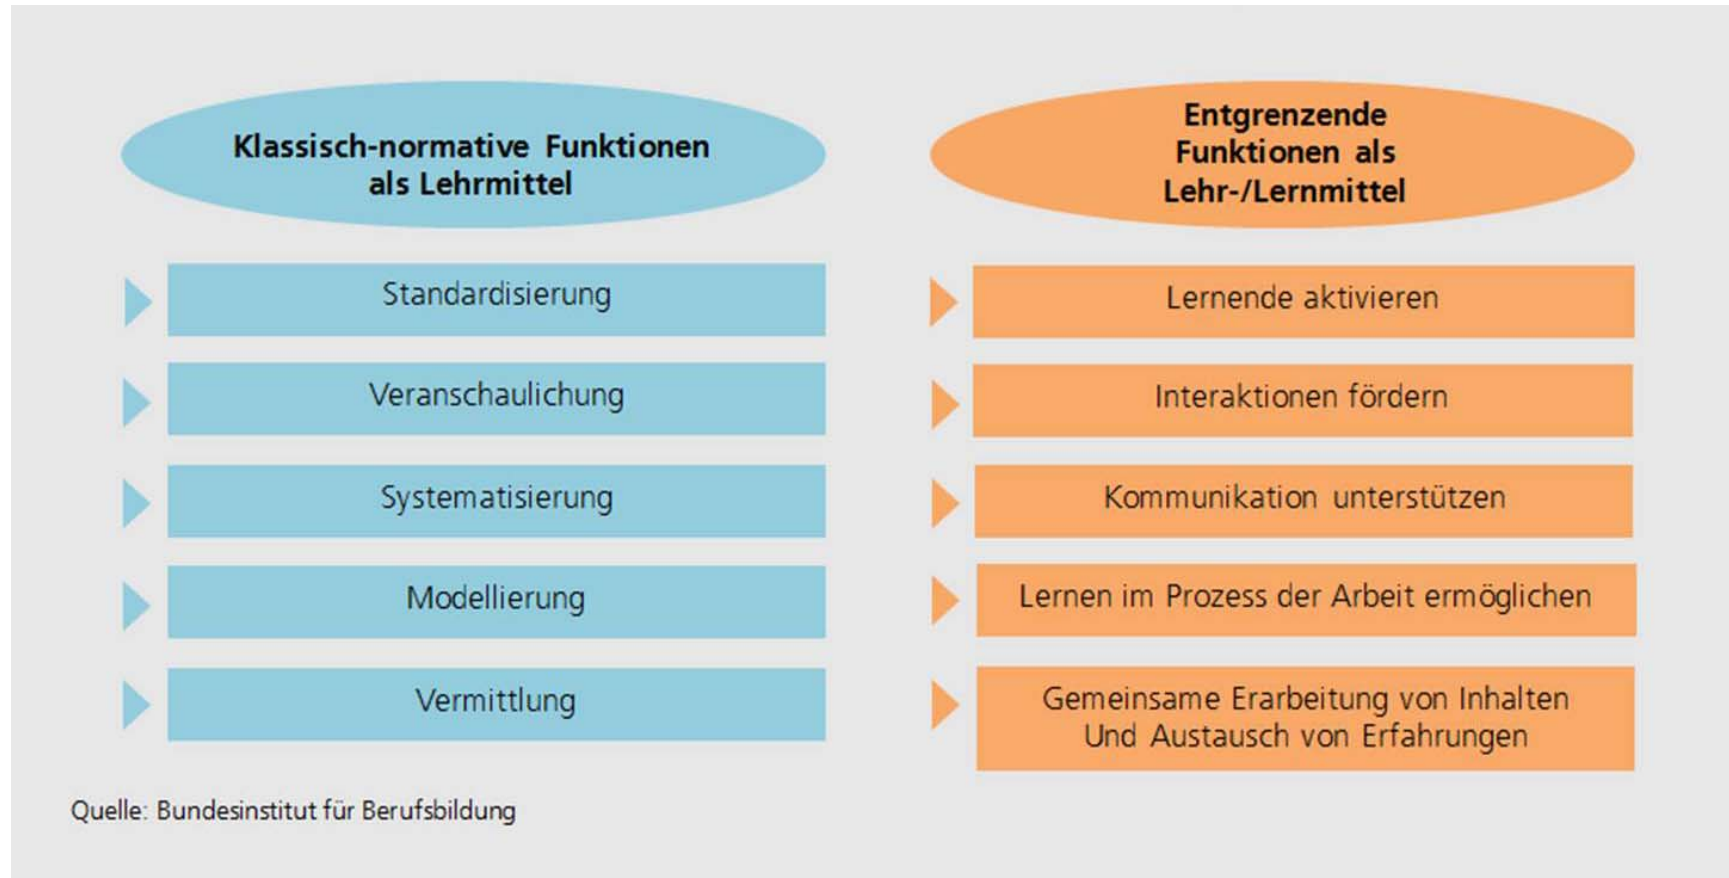 Klassisch-normative Funktionen
als Lehrmittel
Standardisierung
Veranschaulichung
Systematisierung
Modellierung
Vermittlung
Entgrenzende
Funktionen als
Lehr-/Lernmittel
Lernende aktivieren
Interaktionen fördern
Kommunikation unterstützen
Lernen im Prozess der Arbeit ermöglichen
Gemeinsame Erarbeitung von Inhalten
Und Austausch von Erfahrungen
Quelle: Bundesinstitut für Berufsbildung